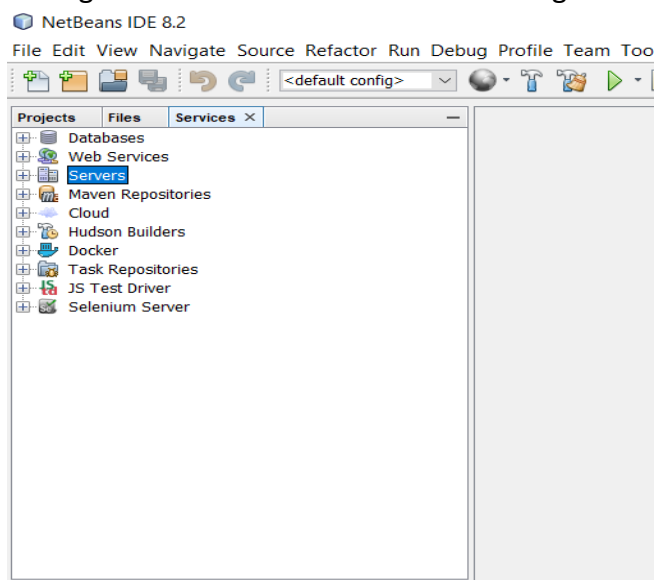 NetBeans IDE 8.2
File Edit View Navigate Source Refactor Run Debug Profile Team Too
<default config>
Projects Files Services
Databases
Web Services
Servers
Maven Repositories
Cloud
Hudson Builders
Docker
Task Repositories
JS Test Driver
Selenium Server